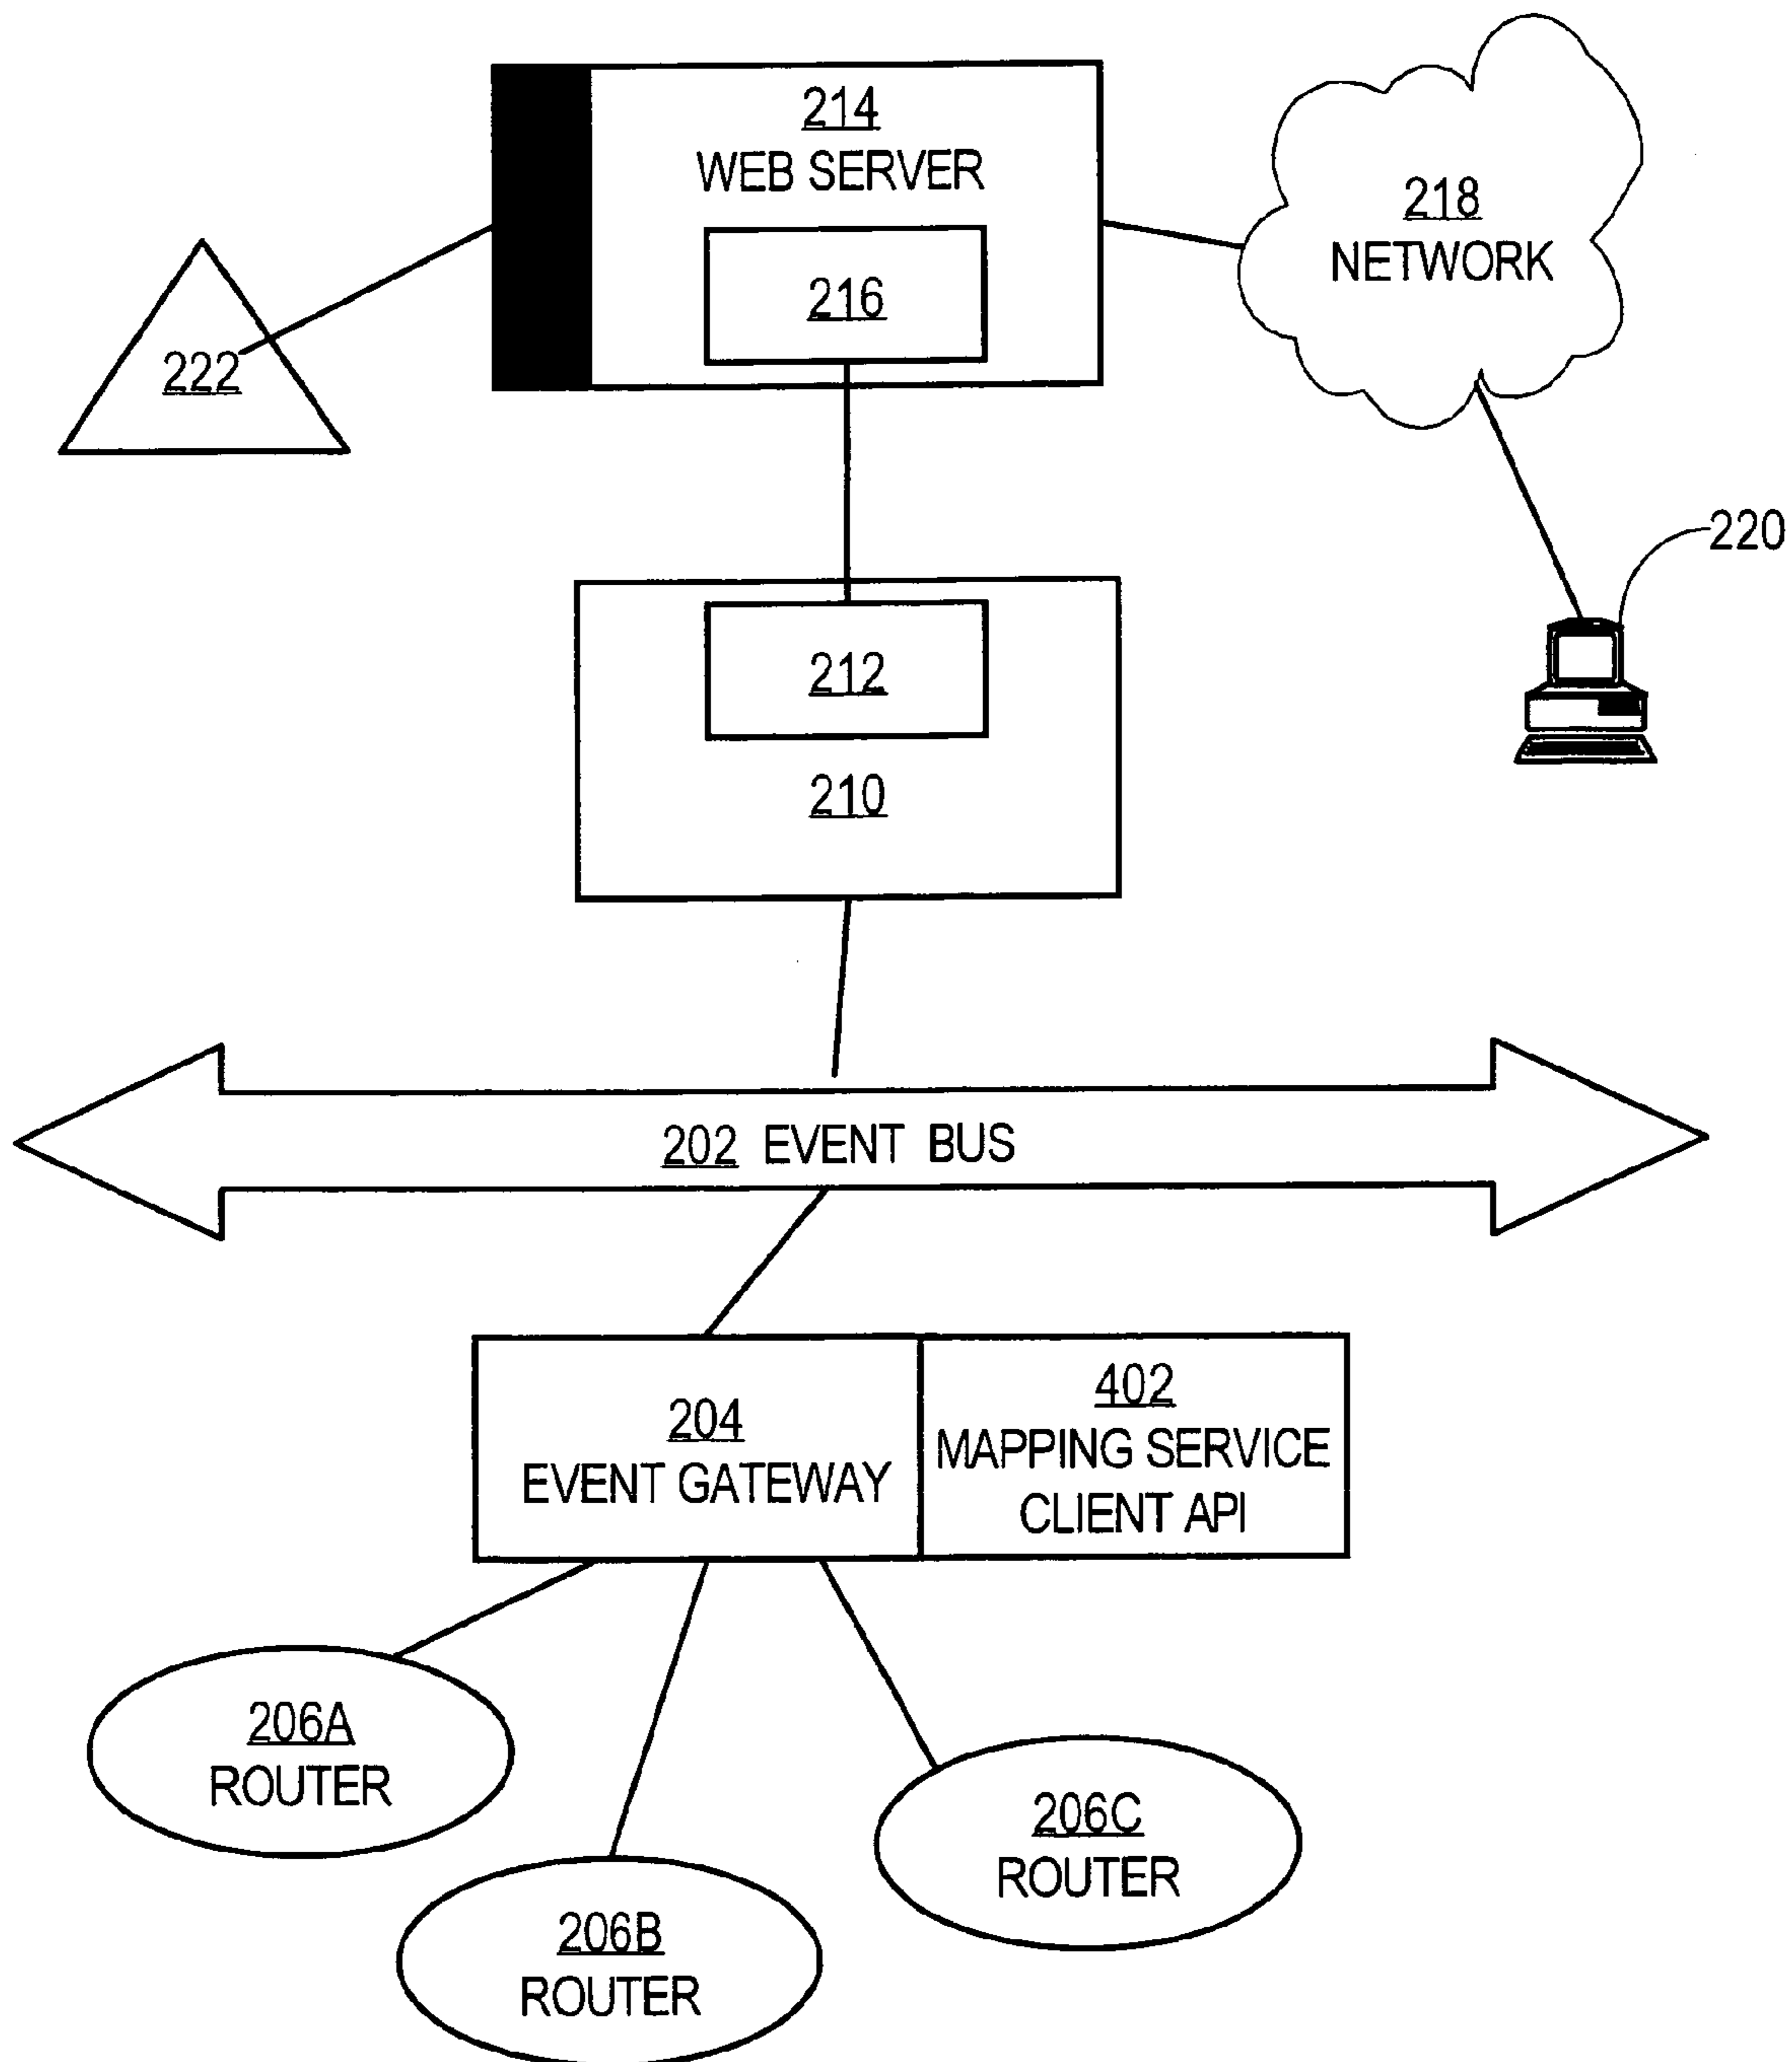 214
WEB SERVER
216
218
NETWORK
222
220
212
210
202 EVENT BUS
204
EVENT GATEWAY
402
MAPPING SERVICE
CLIENT API
206A
ROUTER
206B
ROUTER
206C
ROUTER